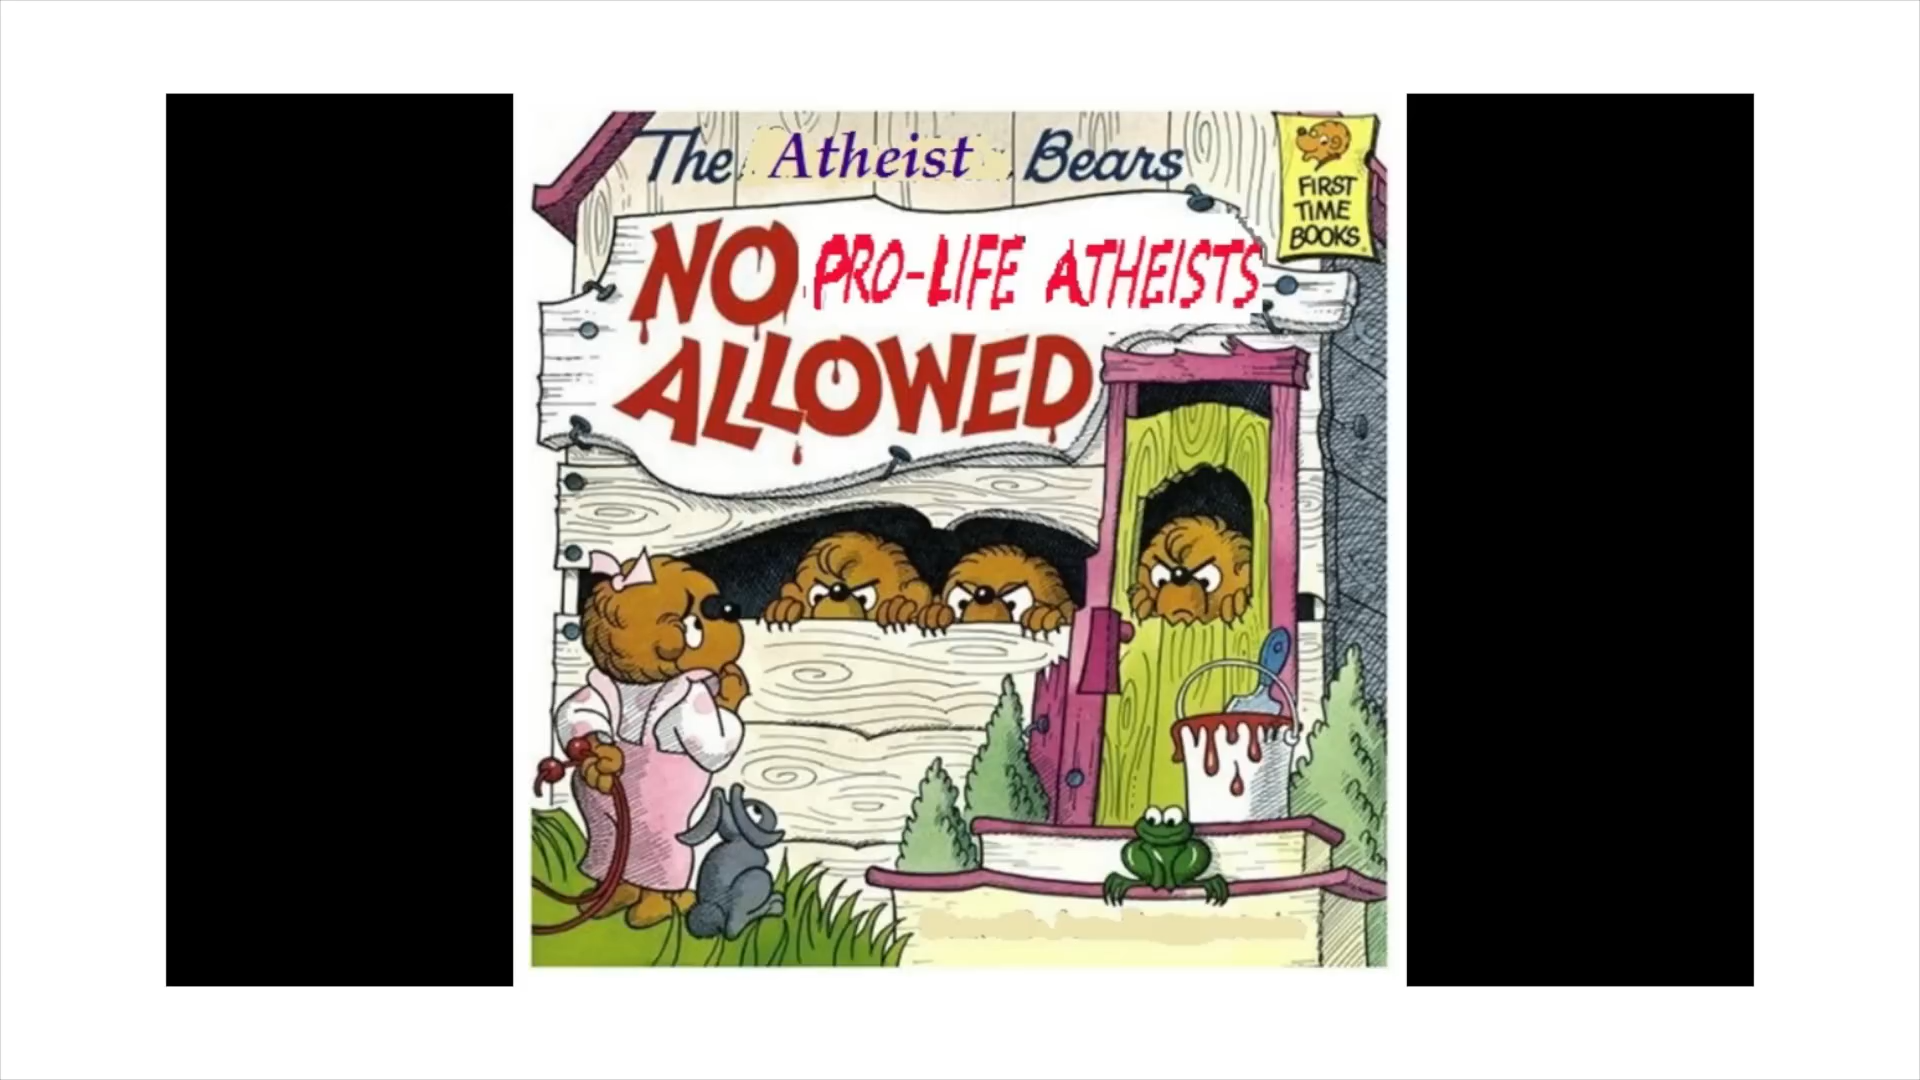 The Atheist Bears
FIRST
TIME
BOOKS
NO PRO-LIFE ATHEISTS
ALLOWED